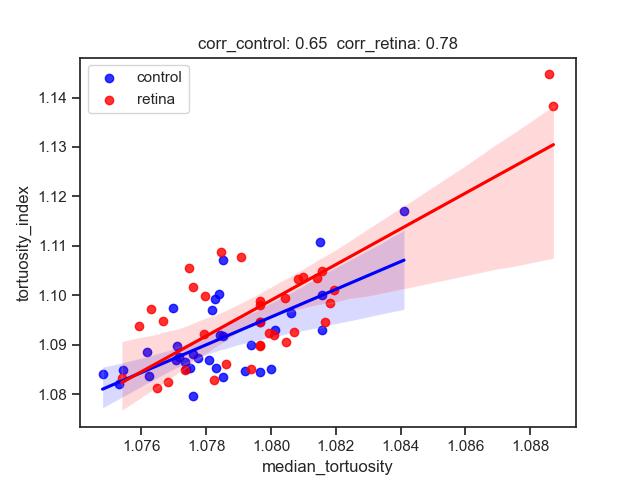 corr_control: 0.65  corr_retina: 0.78
control
retina
1.14
1.13
1.12
1.11
1.10
1.09
1.08
tortuosity_index
1.076
1.078
1.080
1.082
1.084
1.086
1.088
median_tortuosity